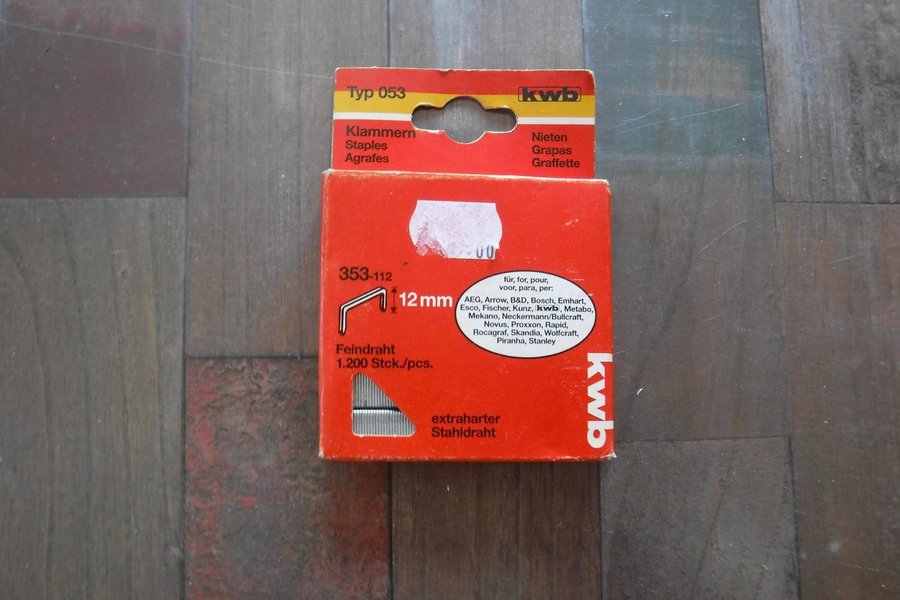 Typ 053
kwb
Klammern
Staples
Agrafes
Nieten
Grapas
Graffette
00
353-112
12 mm
Feindraht
1.200 Stck./pcs.
für, for, pour,
voor, para, per:
AEG, Arrow, B&D, Bosch, Emhart,
Esco, Fischer, Kunz, kwb, Metabo,
Mekano, Neckermann/Bullcraft,
Novus, Proxxon, Rapid,
Rocagraf, Skandia, Wolfcraft,
Piranha, Stanley
kwb
extraharter
Stahldraht